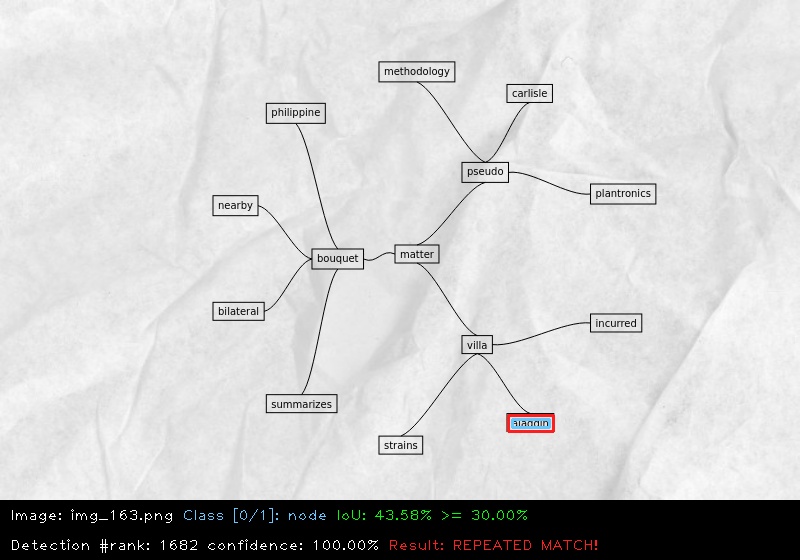 methodology
carlisle
philippine
pseudo
plantronics
nearby
bouquet
matter
bilateral
incurred
villa
summarizes
strains
Image: img_163.png Class [0/1]: node IoU: 43.58% >= 30.00%
Detection #rank: 1682 confidence: 100.00% Result: REPEATED MATCH!